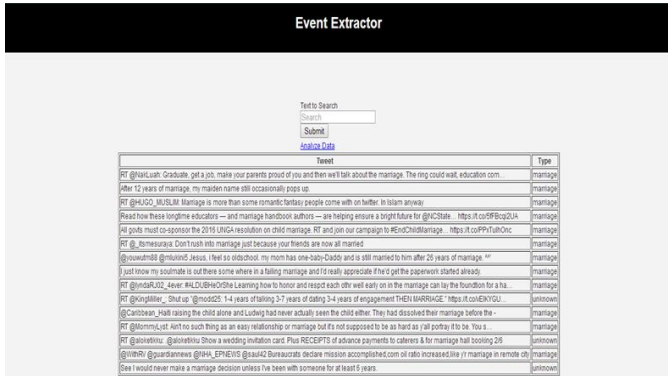 Event Extractor
Text to Search
Search
Submit
Analyze Data
Tweet Type
RT @NakLuah: Graduate, get a job, make your parents proud of you and then we'll talk about the marriage. The ring could wait, education com... marriage
After 12 years of marriage, my maiden name still occasionally pops up. marriage
RT @HUGO_MUSLIM: Marriage is more than some romantic fantasy people come with on twitter. In Islam anyway marriage
Read how these longtime educators — and marriage handbook authors — are helping ensure a bright future for @NCState... https://t.co/5fFBcqi2UA marriage
All govts must co-sponsor the 2016 UNGA resolution on child marriage. RT and join our campaign to #EndChildMarriage... https://t.co/PPxTulhOnc marriage
RT @_itsmesuraya: Don't rush into marriage just because your friends are now all married marriage
@youwutm88 @mlukini5 Jesus, i feel so oldschool. my mom has one-baby-Daddy and is still married to him after 26 years of marriage. ^^ marriage
I just know my soulmate is out there some where in a failing marriage and I'd really appreciate if he'd get the paperwork started already. marriage
RT @lyndaRJ02_4ever: #ALDUBHeOrShe Learning how to honor and respct each othr well early on in the marriage can lay the foundtion for a ha... marriage
RT @KingMiller_: Shut up "@modd25: 1-4 years of talking 3-7 years of dating 3-4 years of engagement THEN MARRIAGE." https://t.co/EIKYGU... unknown
@Caribbean_Haiti raising the child alone and Ludwig had never actually seen the child either. They had dissolved their marriage before the - marriage
RT @MommyLyst: Ain't no such thing as an easy relationship or marriage but it's not supposed to be as hard as y'all portray it to be. You s... marriage
RT @aloketikku: .@aloketikku Show a wedding invitation card. Plus RECEIPTS of advance payments to caterers & for marriage hall booking 2/6 unknown
@WithRV @guardiannews @NHA_EPNEWS @saul42 Bureaucrats declare mission accomplished,com oil ratio increased,like y'r marriage in remote city marriage
See I would never make a marriage decision unless I've been with someone for at least 5 years. unknown